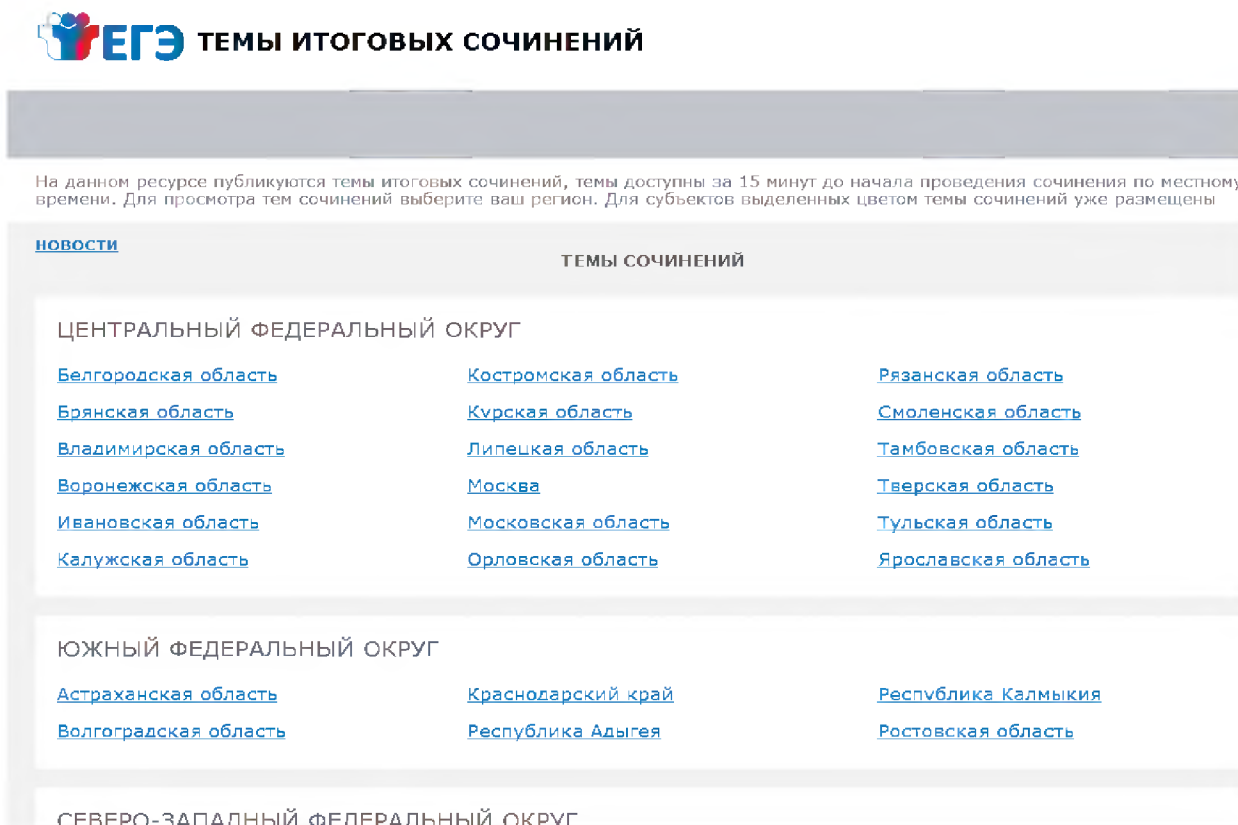 ЕГЭ ТЕМЫ ИТОГОВЫХ СОЧИНЕНИЙ
На данном ресурсе публикуются темы итоговых сочинений, темы доступны за 15 минут до начала проведения сочинения по местному
времени. Для просмотра тем сочинений выберите ваш регион. Для субъектов выделенных цветом темы сочинений уже размещены
НОВОСТИ
ТЕМЫ СОЧИНЕНИЙ
ЦЕНТРАЛЬНЫЙ ФЕДЕРАЛЬНЫЙ ОКРУГ
Белгородская область Костромская область Рязанская область
Брянская область Курская область Смоленская область
Владимирская область Липецкая область Тамбовская область
Воронежская область Москва Тверская область
Ивановская область Московская область Тульская область
Калужская область Орловская область Ярославская область
ЮЖНЫЙ ФЕДЕРАЛЬНЫЙ ОКРУГ
Астраханская область Краснодарский край Республика Калмыкия
Волгоградская область Республика Адыгея Ростовская область
СЕВЕРО-ЗАПАДНЫЙ ФЕДЕРАЛЬНЫЙ ОКРУГ